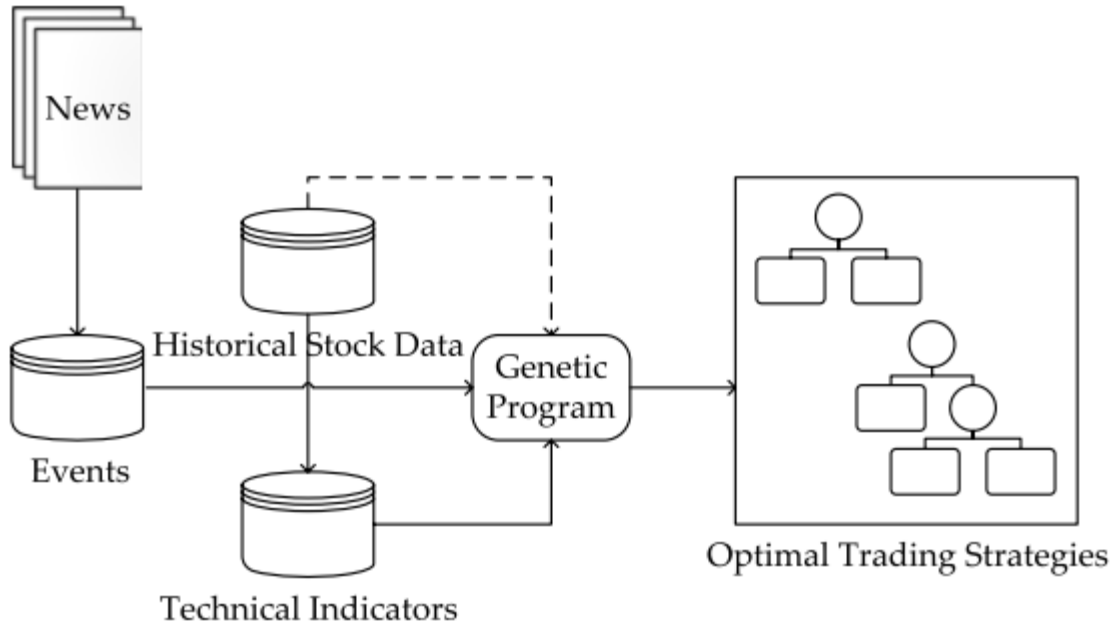 News
Historical Stock Data
Genetic
Program
Events
Optimal Trading Strategies
Technical Indicators